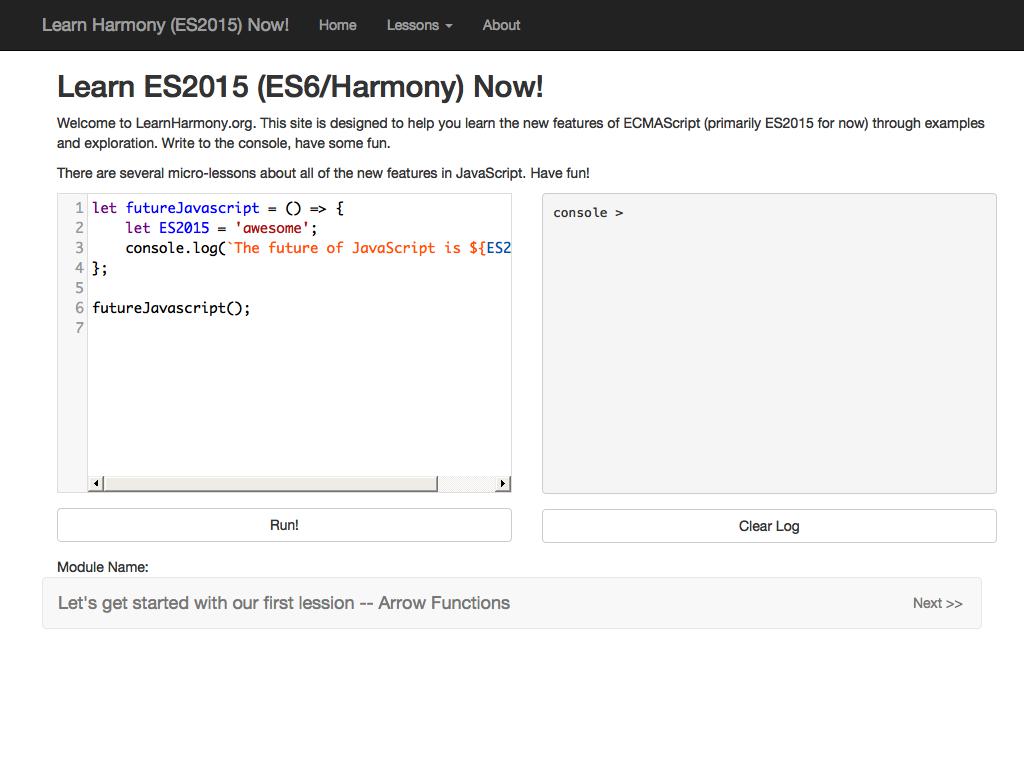 Learn Harmony (ES2015) Now! Home Lessons About
Learn ES2015 (ES6/Harmony) Now!
Welcome to LearnHarmony.org. This site is designed to help you learn the new features of ECMAScript (primarily ES2015 for now) through examples
and exploration. Write to the console, have some fun.
There are several micro-lessons about all of the new features in JavaScript. Have fun!
1 let futureJavascript = () => {
2     let ES2015 = 'awesome';
3     console.log(`The future of JavaScript is ${ES2
4 };
5
6 futureJavascript();
7
console >
Run!
Clear Log
Module Name:
Let's get started with our first lession -- Arrow Functions
Next >>